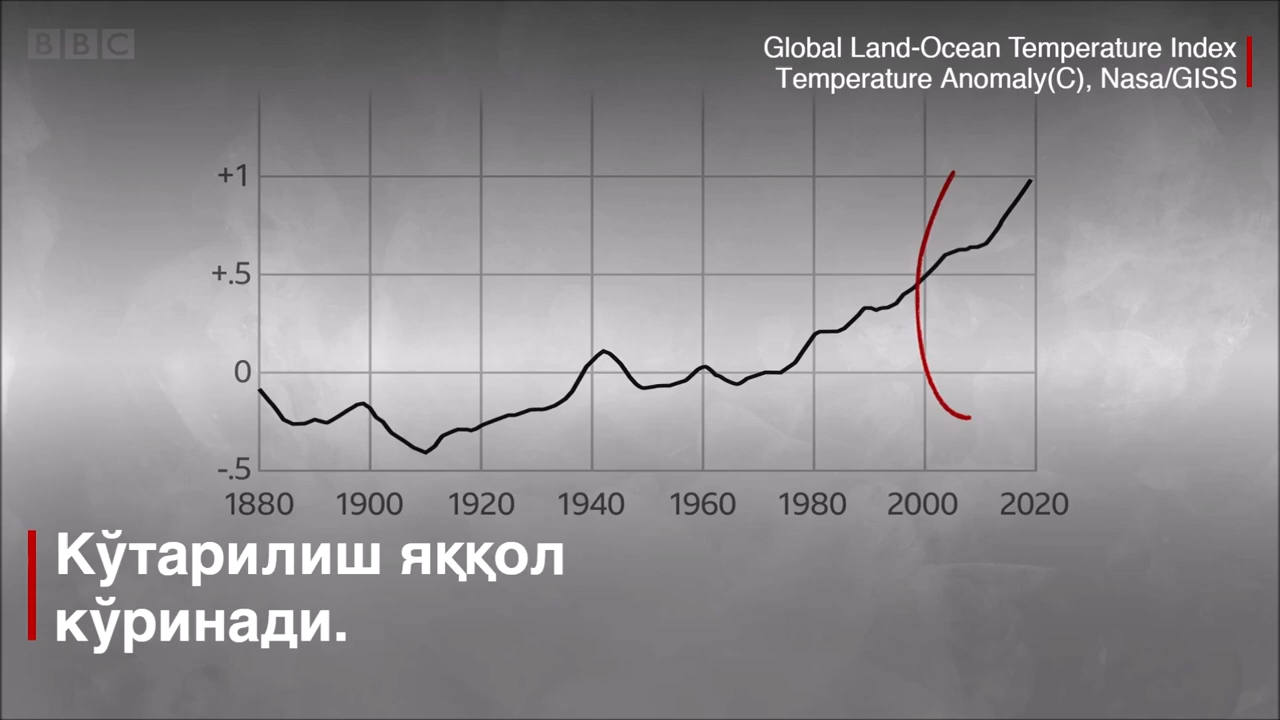 BBC
Global Land-Ocean Temperature Index
Temperature Anomaly(C), Nasa/GISS
+1
+.5
0
-.5
1880 1900 1920 1940 1960 1980 2000 2020
Кўтарилиш яққол
кўринади.